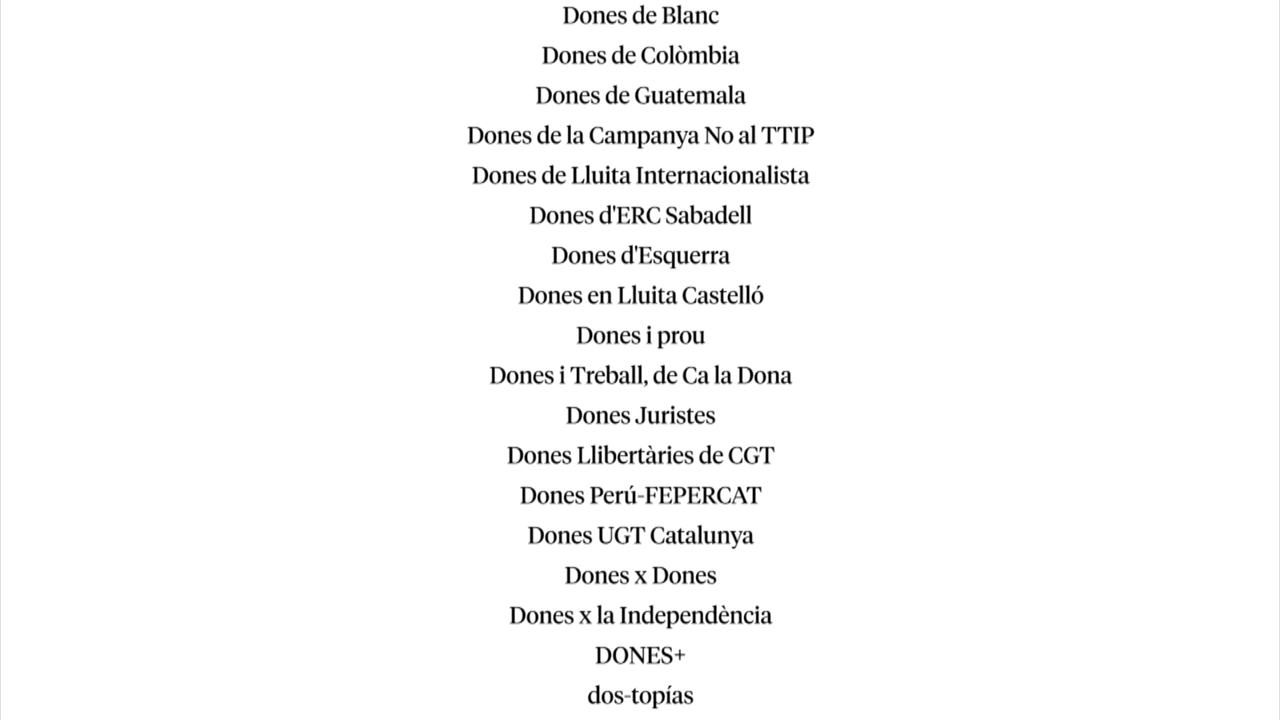 Dones de Blanc
Dones de Colòmbia
Dones de Guatemala
Dones de la Campanya No al TTIP
Dones de Lluita Internacionalista
Dones d'ERC Sabadell
Dones d'Esquerra
Dones en Lluita Castelló
Dones i prou
Dones i Treball, de Ca la Dona
Dones Juristes
Dones Llibertàries de CGT
Dones Perú-FEPERCAT
Dones UGT Catalunya
Dones x Dones
Dones x la Independència
DONES+
dos-topías